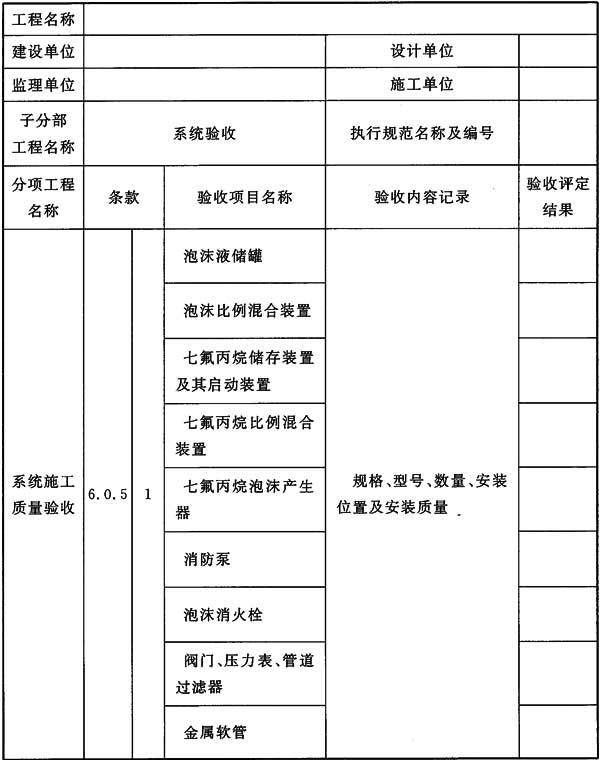 工程名称
建设单位 设计单位
监理单位 施工单位
子分部
工程名称
系统验收 执行规范名称及编号
分项工程
名称
条款 验收项目名称 验收内容记录
验收评定
结果
系统施工
质量验收
6.0.5 1
泡沫液储罐
泡沫比例混合装置
七氟丙烷储存装置
及其启动装置
七氟丙烷比例混合
装置
七氟丙烷泡沫产生
器
消防泵
泡沫消火栓
阀门、压力表、管道
过滤器
金属软管
规格、型号、数量、安装
位置及安装质量